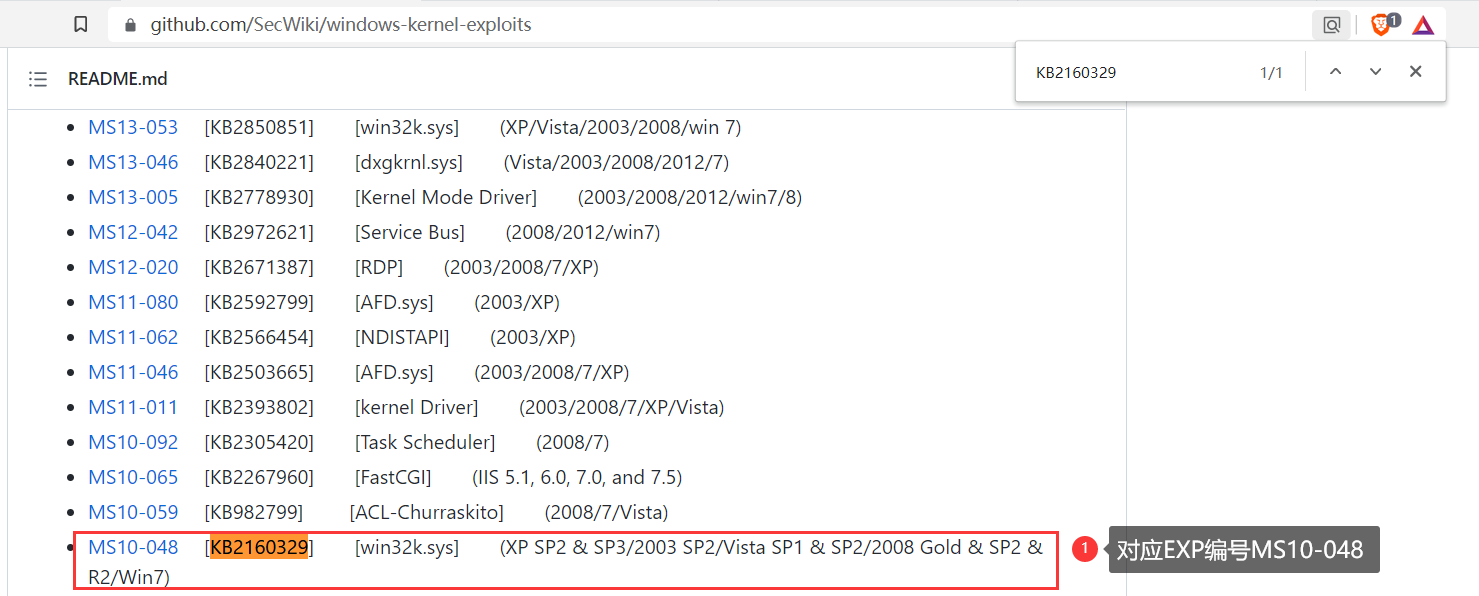 github.com/SecWiki/windows-kernel-exploits
1
KB2160329 1/1
README.md
MS13-053 [KB2850851] [win32k.sys] (XP/Vista/2003/2008/win 7)
MS13-046 [KB2840221] [dxgkrnl.sys] (Vista/2003/2008/2012/7)
MS13-005 [KB2778930] [Kernel Mode Driver] (2003/2008/2012/win7/8)
MS12-042 [KB2972621] [Service Bus] (2008/2012/win7)
MS12-020 [KB2671387] [RDP] (2003/2008/7/XP)
MS11-080 [KB2592799] [AFD.sys] (2003/XP)
MS11-062 [KB2566454] [NDISTAPI] (2003/XP)
MS11-046 [KB2503665] [AFD.sys] (2003/2008/7/XP)
MS11-011 [KB2393802] [kernel Driver] (2003/2008/7/XP/Vista)
MS10-092 [KB2305420] [Task Scheduler] (2008/7)
MS10-065 [KB2267960] [FastCGI] (IIS 5.1, 6.0, 7.0, and 7.5)
MS10-059 [KB982799] [ACL-Churraskito] (2008/7/Vista)
MS10-048 [KB2160329] [win32k.sys] (XP SP2 & SP3/2003 SP2/Vista SP1 & SP2/2008 Gold & SP2 &
R2/Win7)
1 对应EXP编号MS10-048